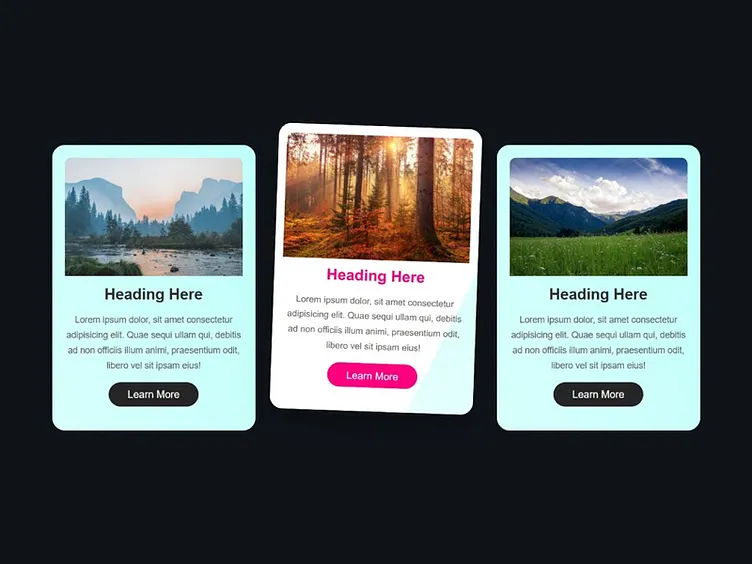 Heading Here
Lorem ipsum dolor, sit amet consectetur
adipisicing elit. Quae sequi ullam qui, debitis
ad non officiis illum animi, praesentium odit,
libero vel sit ipsam eius!
Learn More
Heading Here
Lorem ipsum dolor, sit amet consectetur
adipisicing elit. Quae sequi ullam qui, debitis
ad non officiis illum animi, praesentium odit,
libero vel sit ipsam eius!
Learn More
Heading Here
Lorem ipsum dolor, sit amet consectetur
adipisicing elit. Quae sequi ullam qui, debitis
ad non officiis illum animi, praesentium odit,
libero vel sit ipsam eius!
Learn More